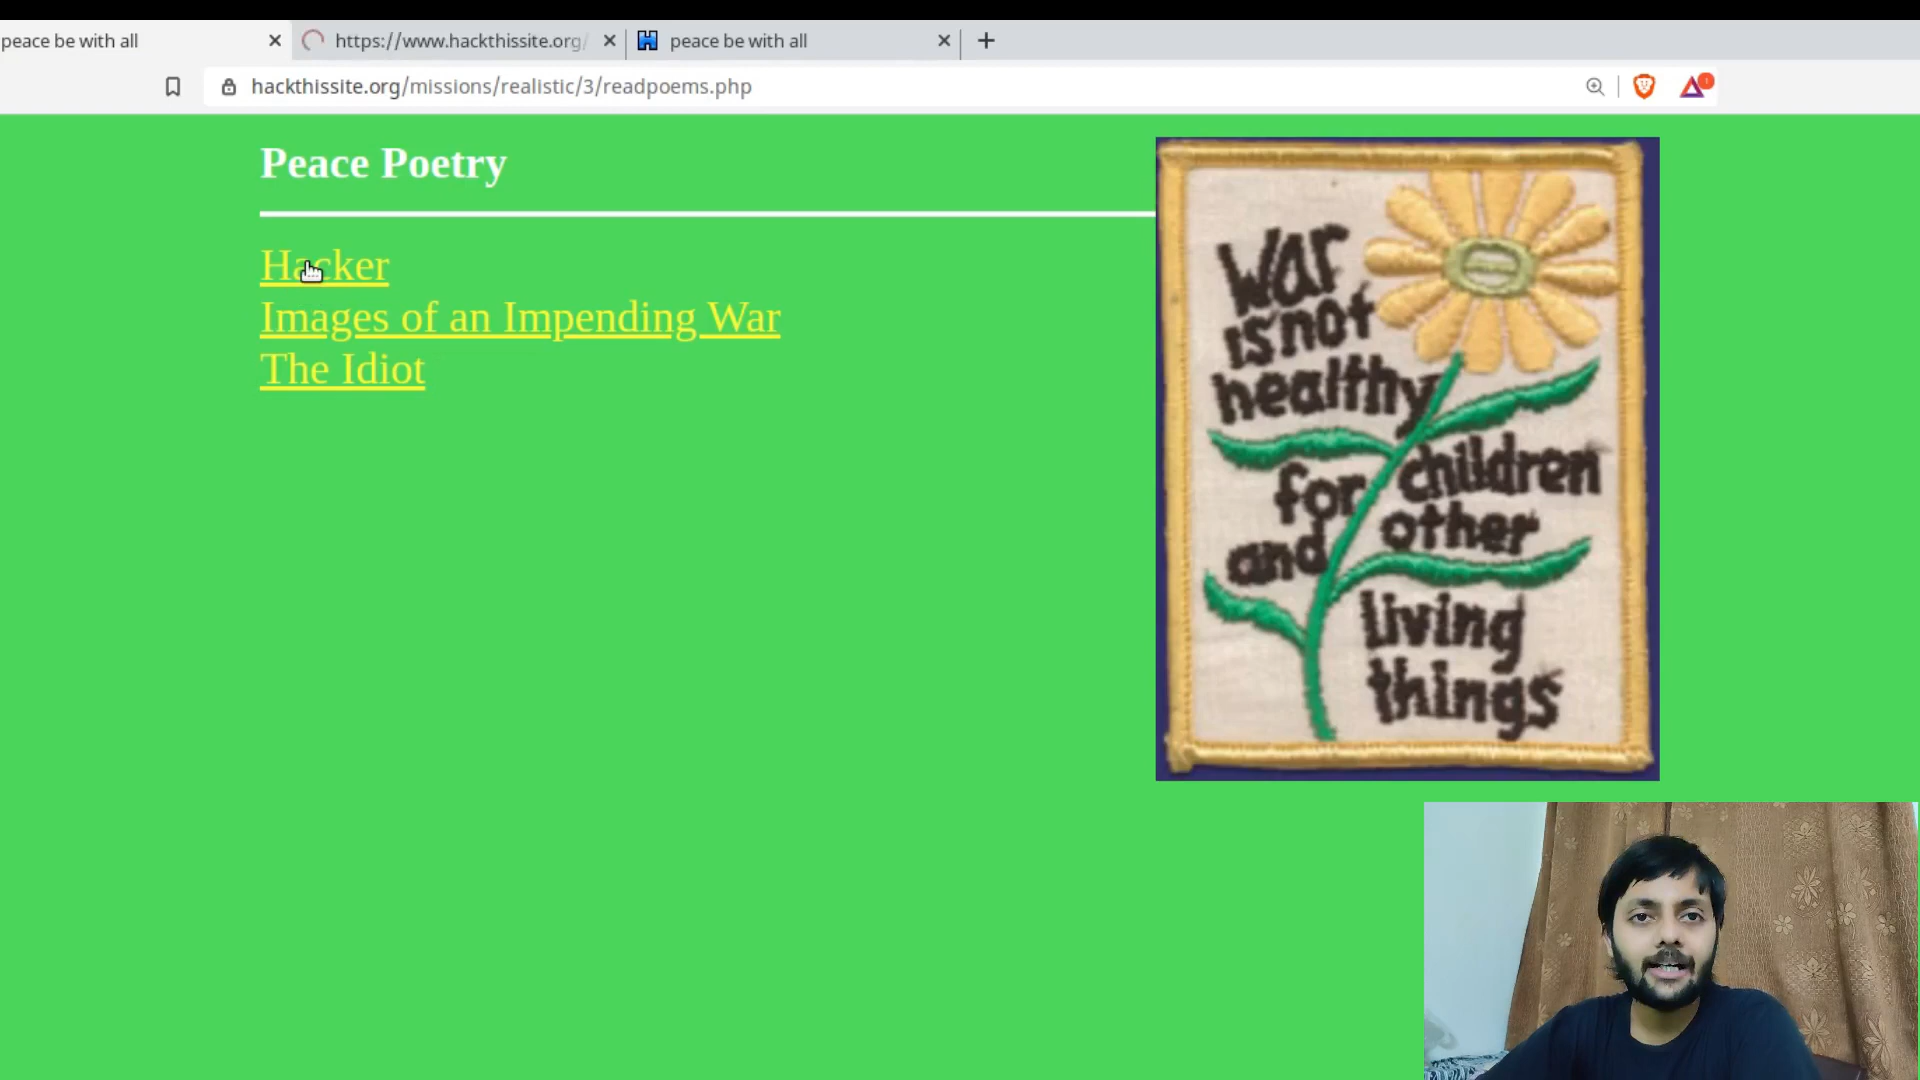 peace be with all
https://www.hackthissite.org/
peace be with all
hackthissite.org/missions/realistic/3/readpoems.php
Peace Poetry
Hacker
Images of an Impending War
The Idiot
War
is not
healthy
for children
and other
living
things